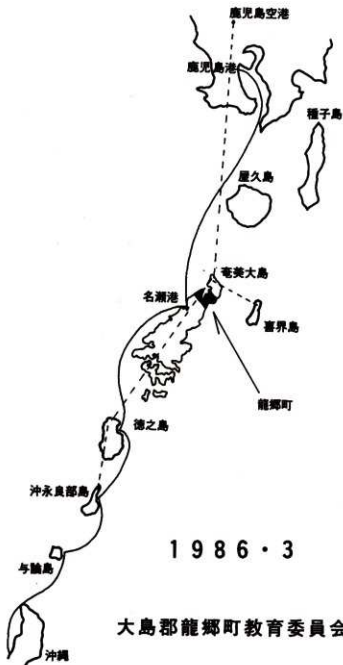 鹿児島空港
鹿児島港
種子島
屋久島
奄美大島
名瀬港
喜界島
龍郷町
徳之島
沖永良部島
与論島
1986・3
沖縄
大島郡龍郷町教育委員会